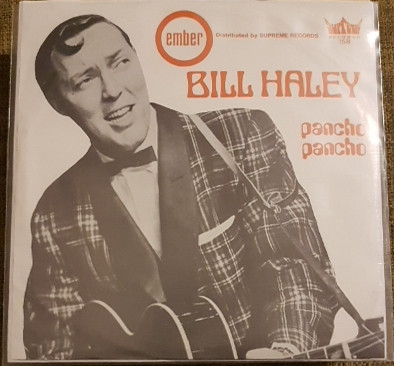 ember
Distributed by SUPREME RECORDS
BILL HALEY
pancho
pancho